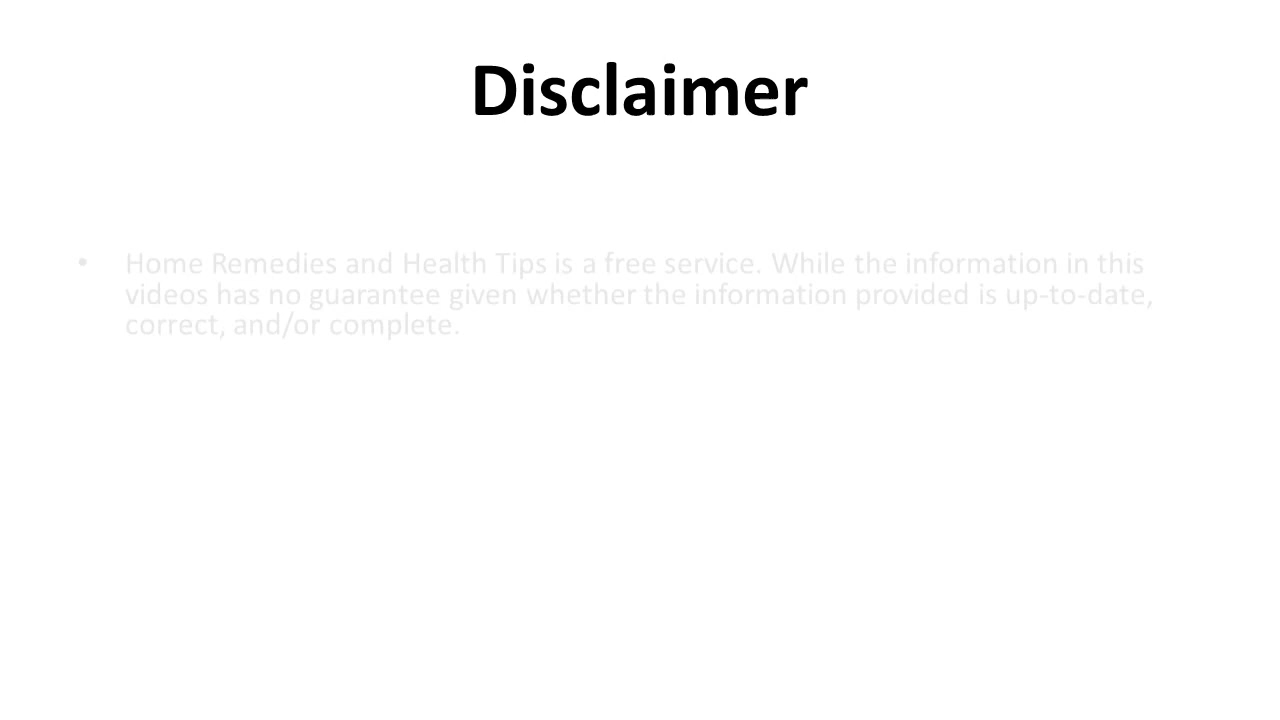 Disclaimer
• Home Remedies and Health Tips is a free service. While the information in this
videos has no guarantee given whether the information provided is up-to-date,
correct, and/or complete.